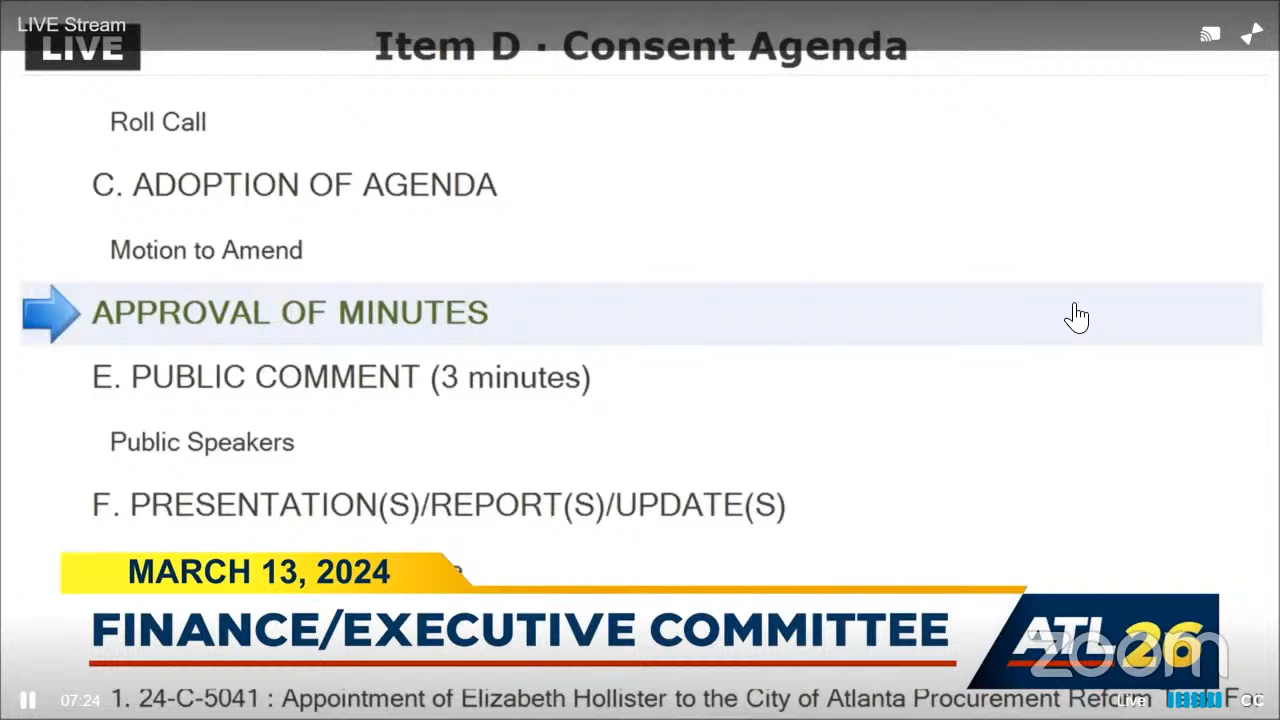 LIVE Stream
LIVE
Item D · Consent Agenda
Roll Call
C. ADOPTION OF AGENDA
Motion to Amend
APPROVAL OF MINUTES
E. PUBLIC COMMENT (3 minutes)
Public Speakers
F. PRESENTATION(S)/REPORT(S)/UPDATE(S)
MARCH 13, 2024
FINANCE/EXECUTIVE COMMITTEE
ATL 26
zoom
07:24
1. 24-C-5041 : Appointment of Elizabeth Hollister to the City of Atlanta Procurement Reform
Live
CC